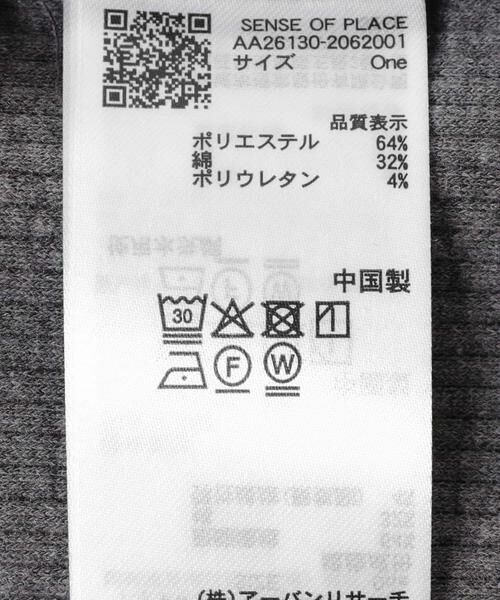 SENSE OF PLACE
AA26130-2062001
サイズ One
品質表示
ポリエステル 64%
綿 32%
ポリウレタン 4%
中国製
30
F W
(株)アーバンリサーチ